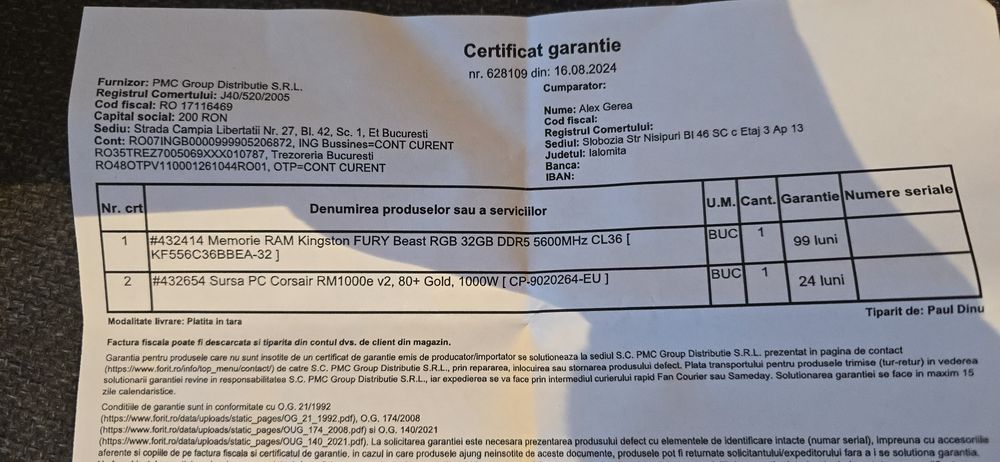 Certificat garantie
nr. 628109 din: 16.08.2024
Furnizor: PMC Group Distributie S.R.L.
Registrul Comertului: J40/520/2005
Cod fiscal: RO 17116469
Capital social: 200 RON
Sediu: Strada Campia Libertatii Nr. 27, Bl. 42, Sc. 1, Et Bucuresti
Cont: RO07INGB0000999905206872, ING Bussines=CONT CURENT
RO35TREZ7005069XXX010787, Trezoreria Bucuresti
RO48OTPV110001261044RO01, OTP=CONT CURENT
Cumparator:
Nume: Alex Gerea
Cod fiscal:
Registrul Comertului:
Sediul: Slobozia Str Nisipuri Bl 46 SC c Etaj 3 Ap 13
Judetul: Ialomita
Banca:
IBAN:
Nr. crt Denumirea produselor sau a serviciilor U.M. Cant. Garantie Numere seriale
1 #432414 Memorie RAM Kingston FURY Beast RGB 32GB DDR5 5600MHz CL36 [ BUC 1 99 luni
KF556C36BBEA-32 ]
2 #432654 Sursa PC Corsair RM1000e v2, 80+ Gold, 1000W [ CP-9020264-EU ] BUC 1 24 luni
Tiparit de: Paul Dinu
Modalitate livrare: Platita in tara
Factura fiscala poate fi descarcata si tiparita din contul dvs. de client din magazin.
Garantia pentru produsele care nu sunt insotite de un certificat de garantie emis de producator/importator se solutioneaza la sediul S.C. PMC Group Distributie S.R.L. prezentat in pagina de contact
(https://www.forit.ro/info/top_menu/contact/) de catre S.C. PMC Group Distributie S.R.L., prin repararea, inlocuirea sau stornarea produsului defect. Plata transportului pentru produsele trimise (tur-retur) in vederea
solutionarii garantiei revine in responsabilitatea S.C. PMC Group Distributie S.R.L., iar expedierea se va face prin intermediul curierului rapid Fan Courier sau Sameday. Solutionarea garantiei se face in maxim 15
zile calendaristice.
Conditiile de garantie sunt in conformitate cu O.G. 21/1992
(https://www.forit.ro/data/uploads/static_pages/OG_21_1992.pdf), O.G. 174/2008
(https://www.forit.ro/data/uploads/static_pages/OUG_174_2008.pdf) si O.G. 140/2021
(https://www.forit.ro/data/uploads/static_pages/OUG_140_2021.pdf). La solicitarea garantiei este necesara prezentarea produsului defect cu elementele de identificare intacte (numar serial), impreuna cu accesoriile
aferente si copiile de pe factura fiscala si certificatul de garantie, in cazul in care produsele ajung neinsotite de aceste documente, produsele pot fi returnate solicitantului/expeditorului fara a i se solutiona garantia.